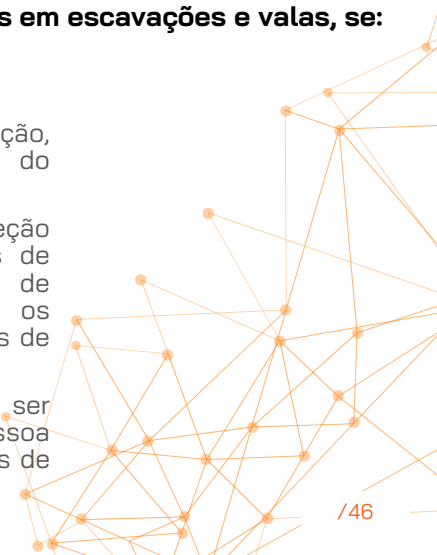 s em escavações e valas, se:
ção,
do
eção
s de
de
os
s de
ser
ssoa
s de
/46